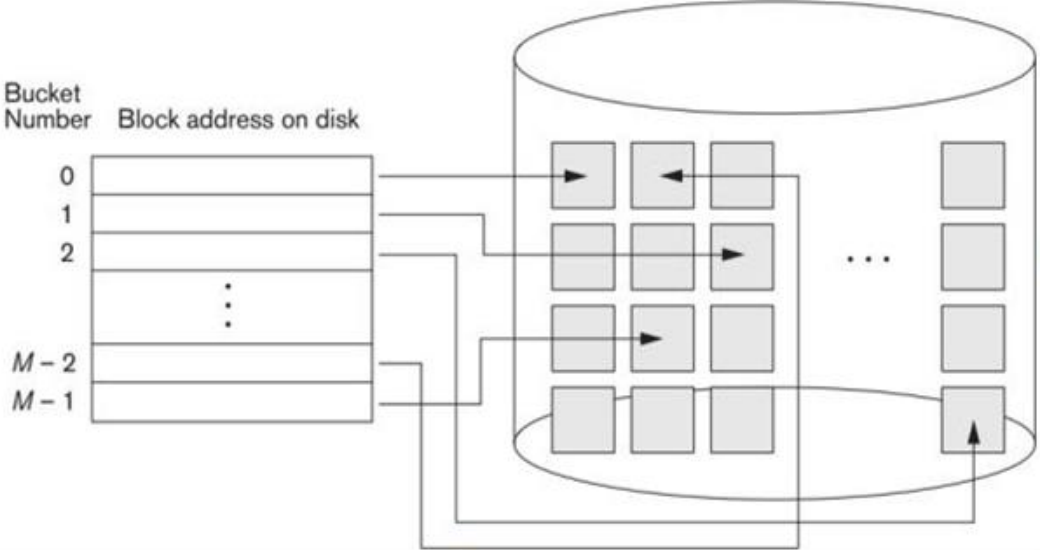 Bucket
Number Block address on disk
0
1
2
⋮
M – 2
M – 1
. . .